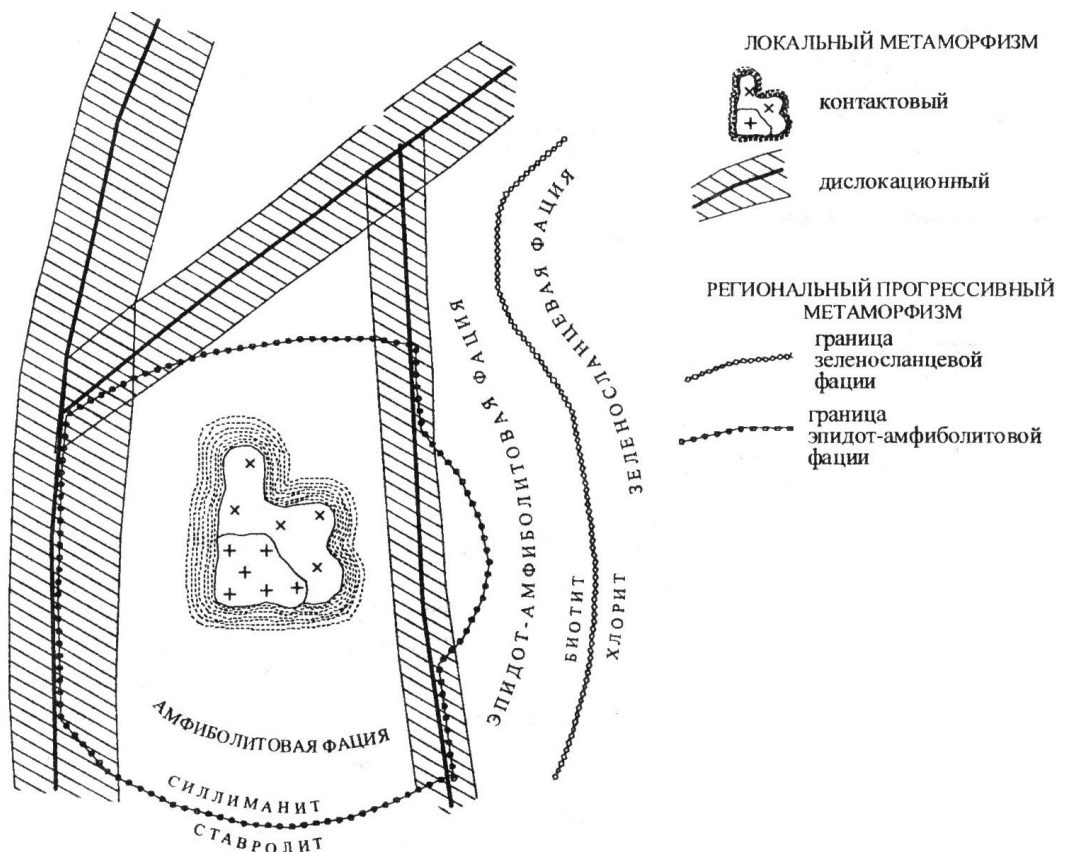 ЛОКАЛЬНЫЙ МЕТАМОРФИЗМ
контактовый
дислокационный
РЕГИОНАЛЬНЫЙ ПРОГРЕССИВНЫЙ
МЕТАМОРФИЗМ
граница
зеленосланцевой
фации
граница
эпидот-амфиболитовой
фации
ЗЕЛЕНОСЛАНЦЕВАЯ ФАЦИЯ
ЭПИДОТ-АМФИБОЛИТОВАЯ ФАЦИЯ
БИОТИТ
ХЛОРИТ
АМФИБОЛИТОВАЯ ФАЦИЯ
СИЛЛИМАНИТ
СТАВРОЛИТ